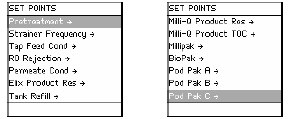 SET POINTS
Pretreatment →
Strainer Frequency →
Tap Feed Cond →
RO Rejection →
Permeate Cond →
Elix Product Res →
Tank Refill →
SET POINTS
Milli-Q Product Res →
Milli-Q Product TOC →
Millipak →
BioPak →
Pod Pak A →
Pod Pak B →
Pod Pak C →